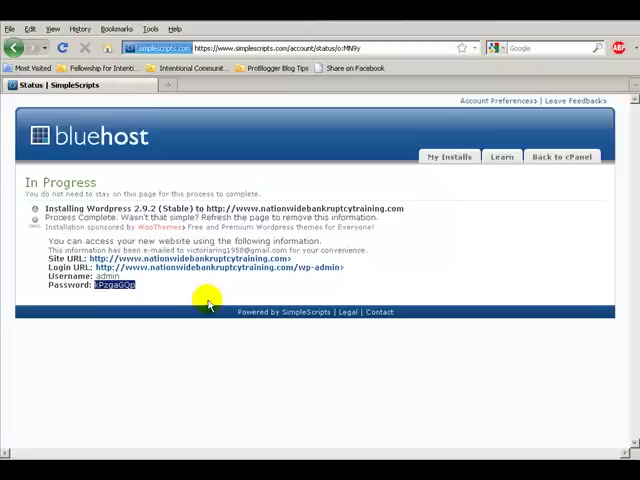 File Edit View History Bookmarks Tools Help
simplescripts.com https://www.simplescripts.com/account/status/o:MN9y Google ABP
Most Visited Fellowship for Intenti... Intentional Communit... ProBlogger Blog Tips Share on Facebook
Status | SimpleScripts
Account Preferences> | Leave Feedback>
bluehost
My Installs Learn Back to cPanel
In Progress
You do not need to stay on this page for this process to complete.
Installing Wordpress 2.9.2 (Stable) to http://www.nationwidebankruptcytraining.com
Process Complete. Wasn't that simple? Refresh the page to remove this information.
Installation sponsored by WooThemes> Free and Premium Wordpress themes for Everyone!
You can access your new website using the following information.
This information has been e-mailed to victoriaring1958@gmail.com for your convenience.
Site URL: http://www.nationwidebankruptcytraining.com>
Login URL: http://www.nationwidebankruptcytraining.com/wp-admin>
Username: admin
Password:
Powered by SimpleScripts | Legal | Contact